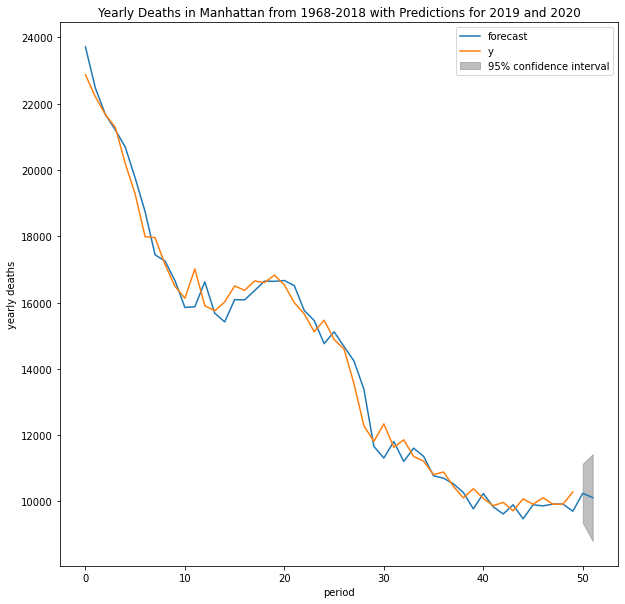 Yearly Deaths in Manhattan from 1968-2018 with Predictions for 2019 and 2020
forecast
y
95% confidence interval
24000
22000
20000
18000
16000
14000
12000
10000
yearly deaths
0
10
20
30
40
50
period